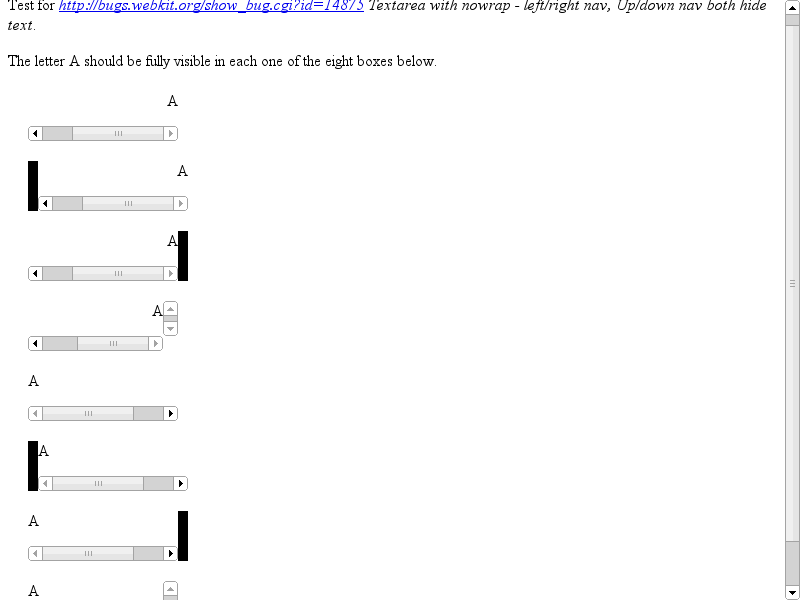 Test for http://bugs.webkit.org/show_bug.cgi?id=14875 Textarea with nowrap - left/right nav, Up/down nav both hide
text.
The letter A should be fully visible in each one of the eight boxes below.
A
A
A
A
A
A
A
A